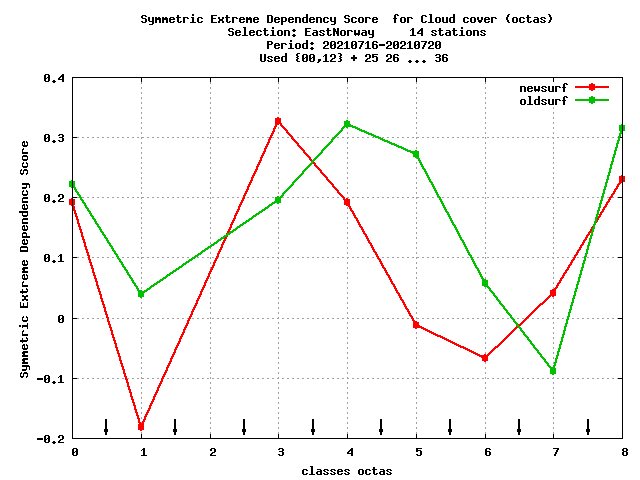 Symmetric Extreme Dependency Score  for Cloud cover (octas)
Selection: EastNorway     14 stations
Period: 20210716-20210720
Used {00,12} + 25 26 ... 36
newsurf
oldsurf
Symmetric Extreme Dependency Score
0.4
0.3
0.2
0.1
0
-0.1
-0.2
0 1 2 3 4 5 6 7 8
classes octas